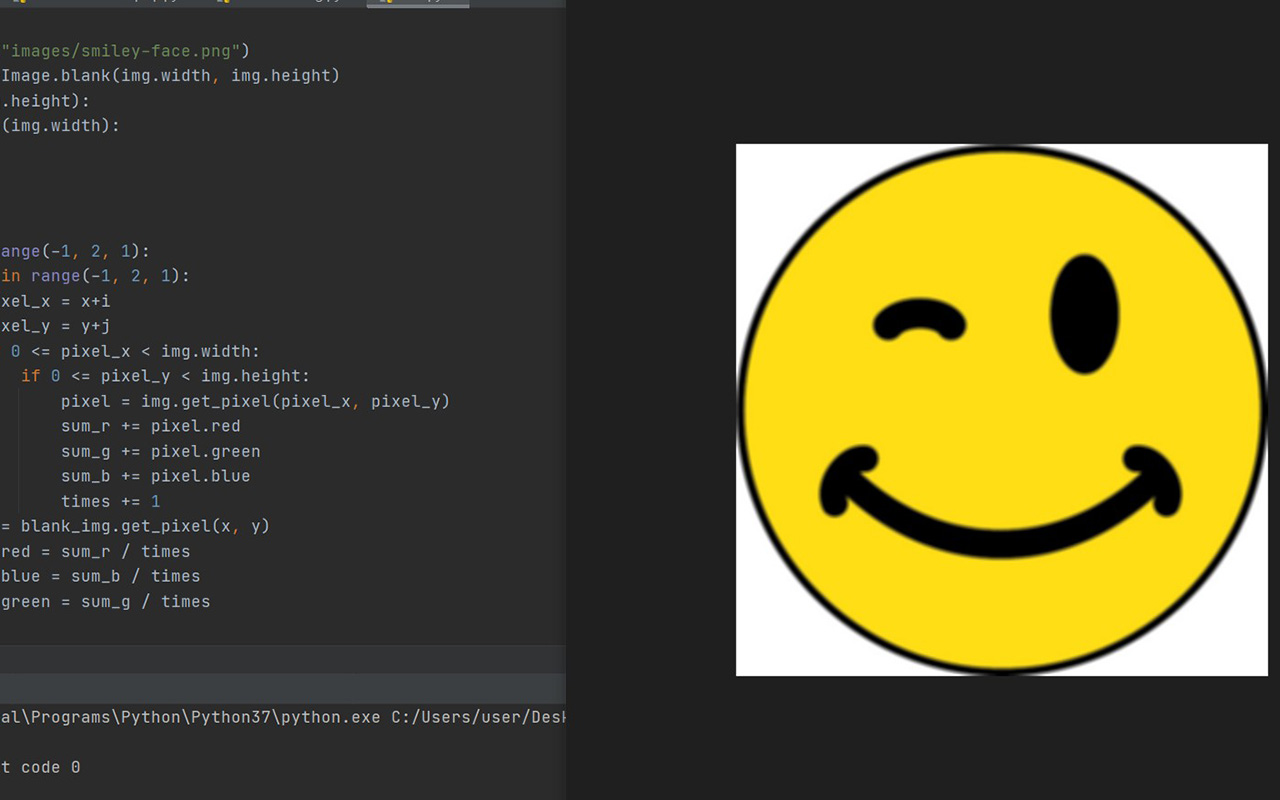 "images/smiley-face.png")
Image.blank(img.width, img.height)
.height):
(img.width):
ange(-1, 2, 1):
in range(-1, 2, 1):
xel_x = x+i
xel_y = y+j
0 <= pixel_x < img.width:
if 0 <= pixel_y < img.height:
pixel = img.get_pixel(pixel_x, pixel_y)
sum_r += pixel.red
sum_g += pixel.green
sum_b += pixel.blue
times += 1
= blank_img.get_pixel(x, y)
red = sum_r / times
blue = sum_b / times
green = sum_g / times
al\Programs\Python\Python37\python.exe C:/Users/user/Desk
t code 0